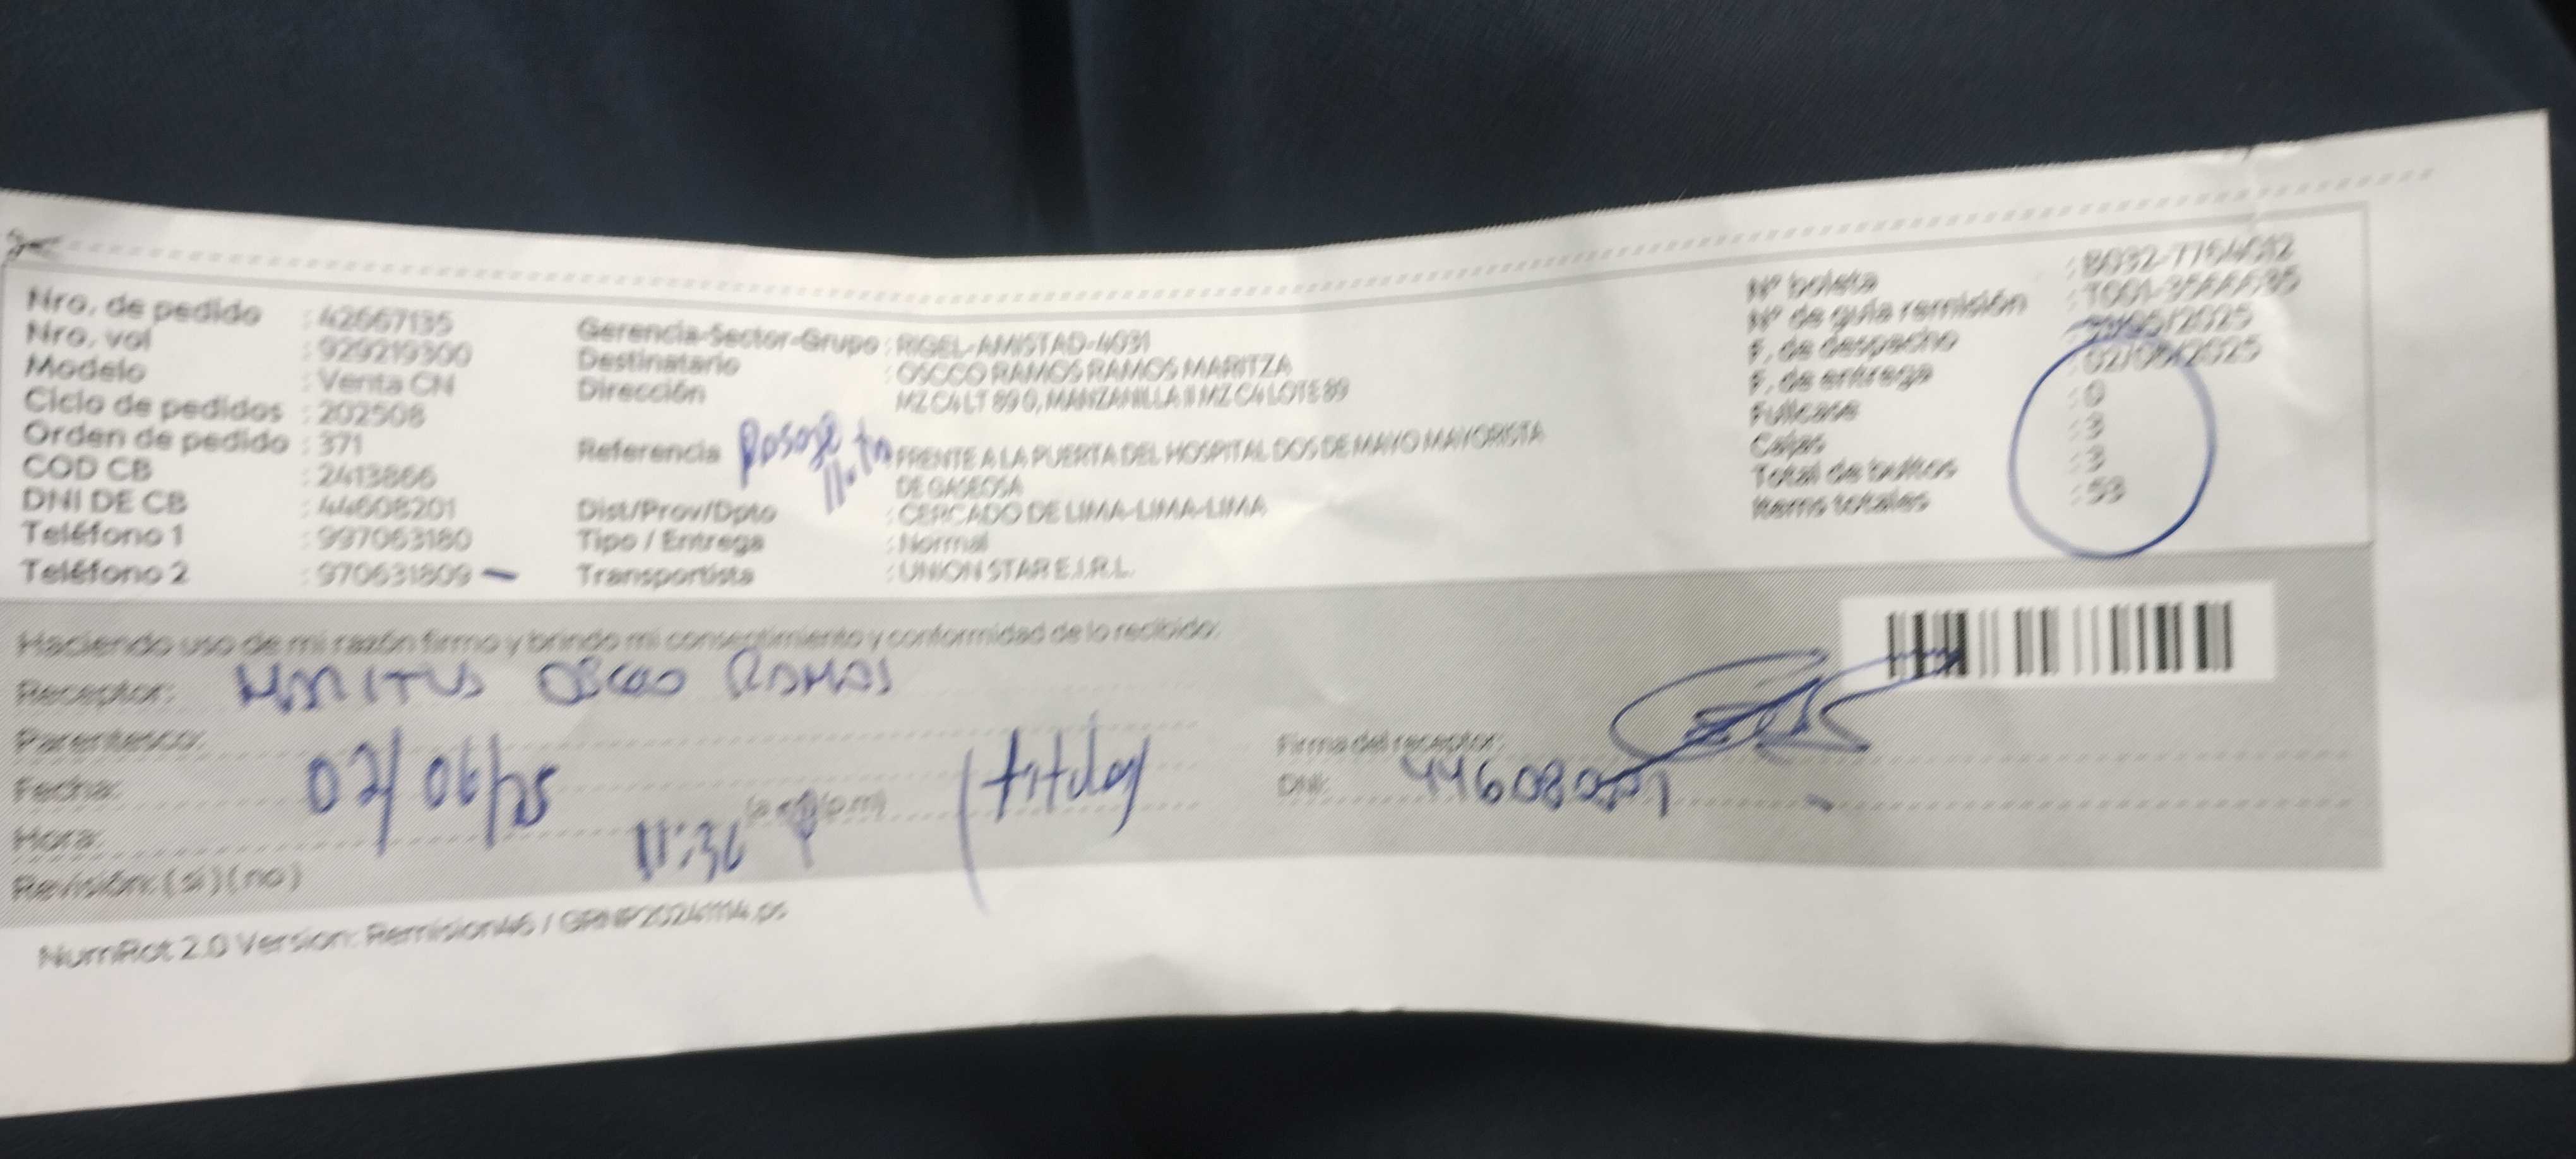 Nro. de pedido : 42667135
Nro. vol : 929219300
Modelo : Venta CN
Ciclo de pedidos : 202508
Orden de pedido : 371
COD CB : 2413866
DNI DE CB : 44608201
Teléfono 1 : 997063180
Teléfono 2 : 970631809
Gerencia-Sector-Grupo : RIGEL-AMISTAD-4031
Destinatario : OSCCO RAMOS RAMOS MARITZA
Dirección : MZ C4 LT 89 0, MANZANILLA II MZ C4 LOTE 89
Referencia : FRENTE A LA PUERTA DEL HOSPITAL DOS DE MAYO MAYORISTA
DE GASEOSA
Dist/Prov/Dpto : CERCADO DE LIMA-LIMA-LIMA
Tipo / Entrega : Normal
Transportista : UNION STAR E.I.R.L.
Nº boleta
Nº de guía remisión
F. de despacho
F. de entrega : 02/06/2025
Fullcase : 0
Cajas : 3
Total de bultos : 3
Items totales : 53
Haciendo uso de mi razón firmo y brindo mi consentimiento y conformidad de lo recibido:
Receptor: OSCCO RAMOS
Parentesco:
Fecha: 02/06/25
Hora: 11:36 (a.m)(p.m) titular
Revisión: (si) (no)
Firma del receptor:
DNI:
NumRot 2.0 Version: